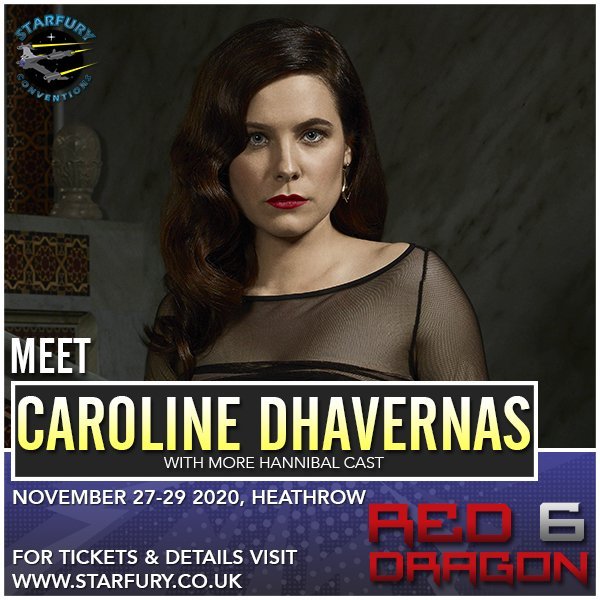 STARFURY
CONVENTIONS
MEET
CAROLINE DHAVERNAS
WITH MORE HANNIBAL CAST
NOVEMBER 27-29 2020, HEATHROW
RED 6
DRAGON
FOR TICKETS & DETAILS VISIT
WWW.STARFURY.CO.UK